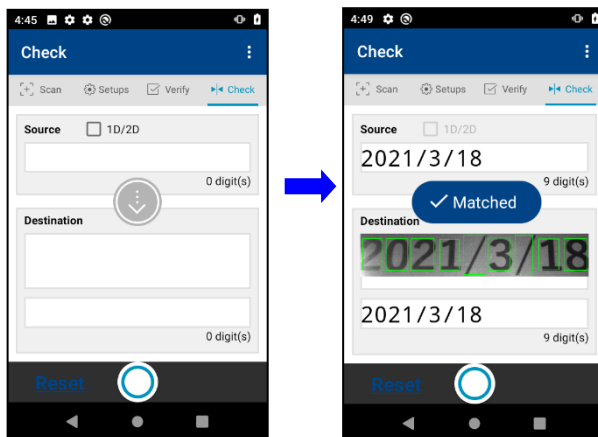 4:45
Check
Scan Setups Verify Check
Source 1D/2D
0 digit(s)
Destination
0 digit(s)
Reset
4:49
Check
Scan Setups Verify Check
Source 1D/2D
2021/3/18
9 digit(s)
Matched
Destination
2021/3/18
2021/3/18
9 digit(s)
Reset